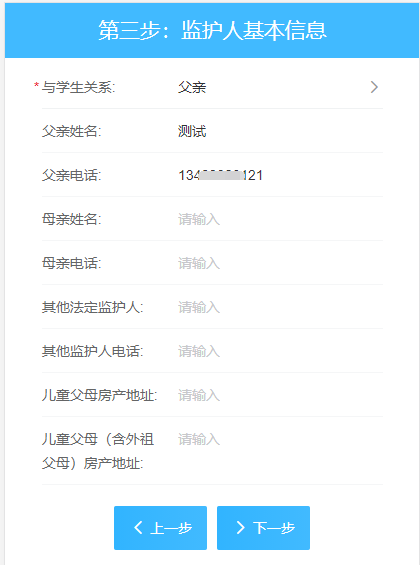 第三步：监护人基本信息
*与学生关系: 父亲
父亲姓名: 测试
父亲电话:
母亲姓名: 请输入
母亲电话: 请输入
其他法定监护人: 请输入
其他监护人电话: 请输入
儿童父母房产地址: 请输入
儿童父母（含外祖 请输入
父母）房产地址:
上一步 下一步